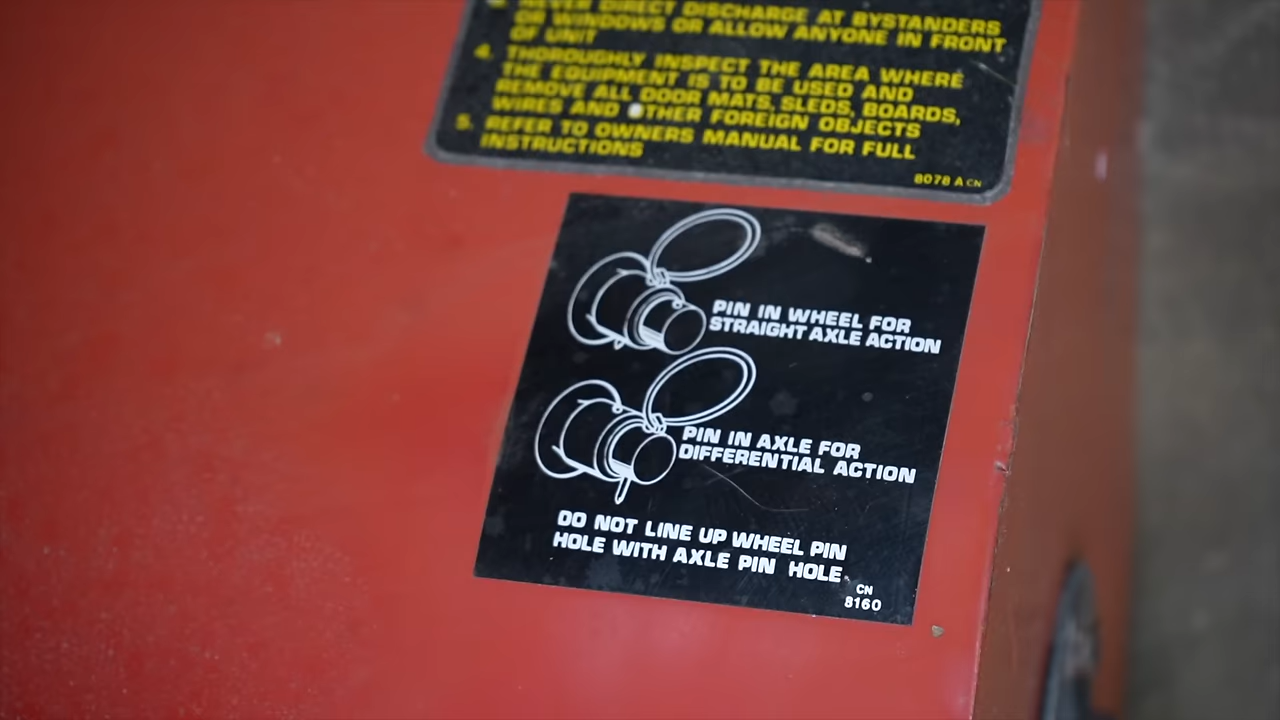 3. NEVER DIRECT DISCHARGE AT BYSTANDERS
OR WINDOWS OR ALLOW ANYONE IN FRONT
OF UNIT
4. THOROUGHLY INSPECT THE AREA WHERE
THE EQUIPMENT IS TO BE USED AND
REMOVE ALL DOOR MATS, SLEDS, BOARDS,
WIRES AND OTHER FOREIGN OBJECTS
5. REFER TO OWNERS MANUAL FOR FULL
INSTRUCTIONS
8078 A CN
PIN IN WHEEL FOR
STRAIGHT AXLE ACTION
PIN IN AXLE FOR
DIFFERENTIAL ACTION
DO NOT LINE UP WHEEL PIN
HOLE WITH AXLE PIN HOLE.
CN
8160